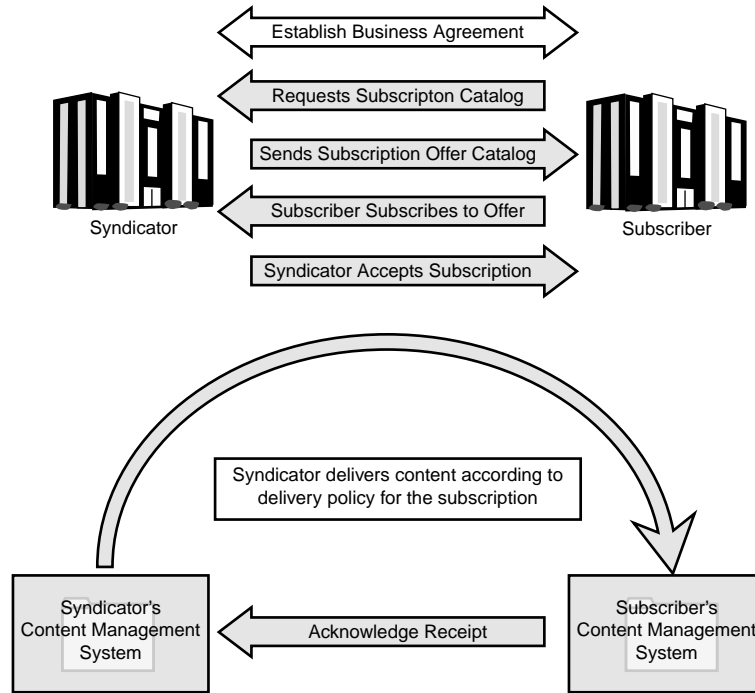 Establish Business Agreement
Requests Subscripton Catalog
Sends Subscription Offer Catalog
Subscriber Subscribes to Offer
Syndicator
Subscriber
Syndicator Accepts Subscription
Syndicator delivers content according to
delivery policy for the subscription
Syndicator's
Content Management
System
Acknowledge Receipt
Subscriber's
Content Management
System